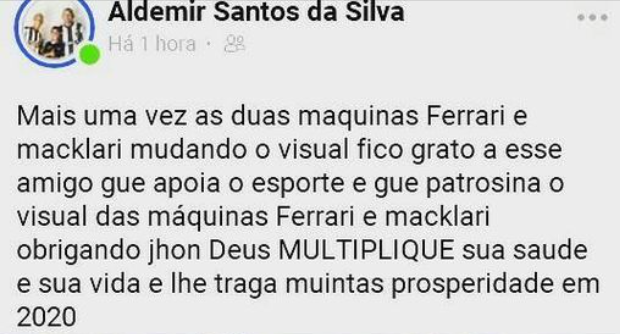 Aldemir Santos da Silva
Há 1 hora ·
Mais uma vez as duas maquinas Ferrari e
macklari mudando o visual fico grato a esse
amigo gue apoia o esporte e gue patrosina o
visual das máquinas Ferrari e macklari
obrigando jhon Deus MULTIPLIQUE sua saude
e sua vida e lhe traga muintas prosperidade em
2020